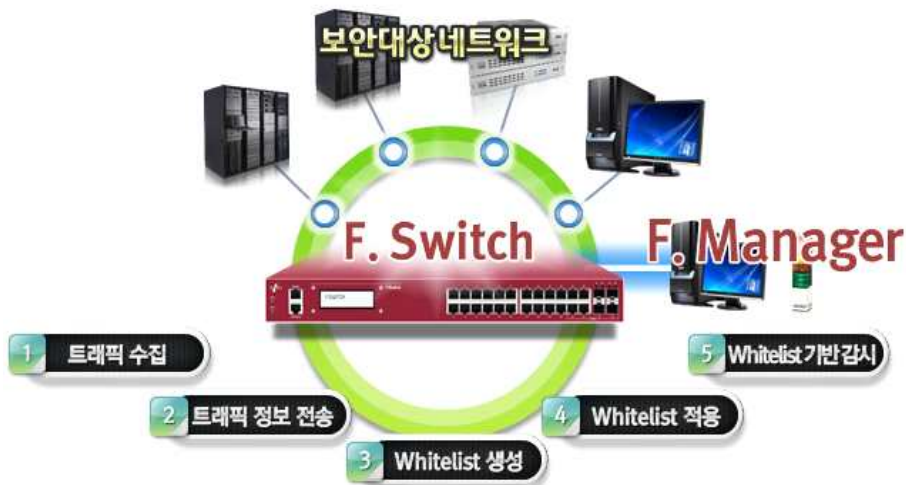 보안대상네트워크
F. Switch
F. Manager
1 트래픽 수집
2 트래픽 정보 전송
3 Whitelist 생성
4 Whitelist 적용
5 Whitelist 기반 감시